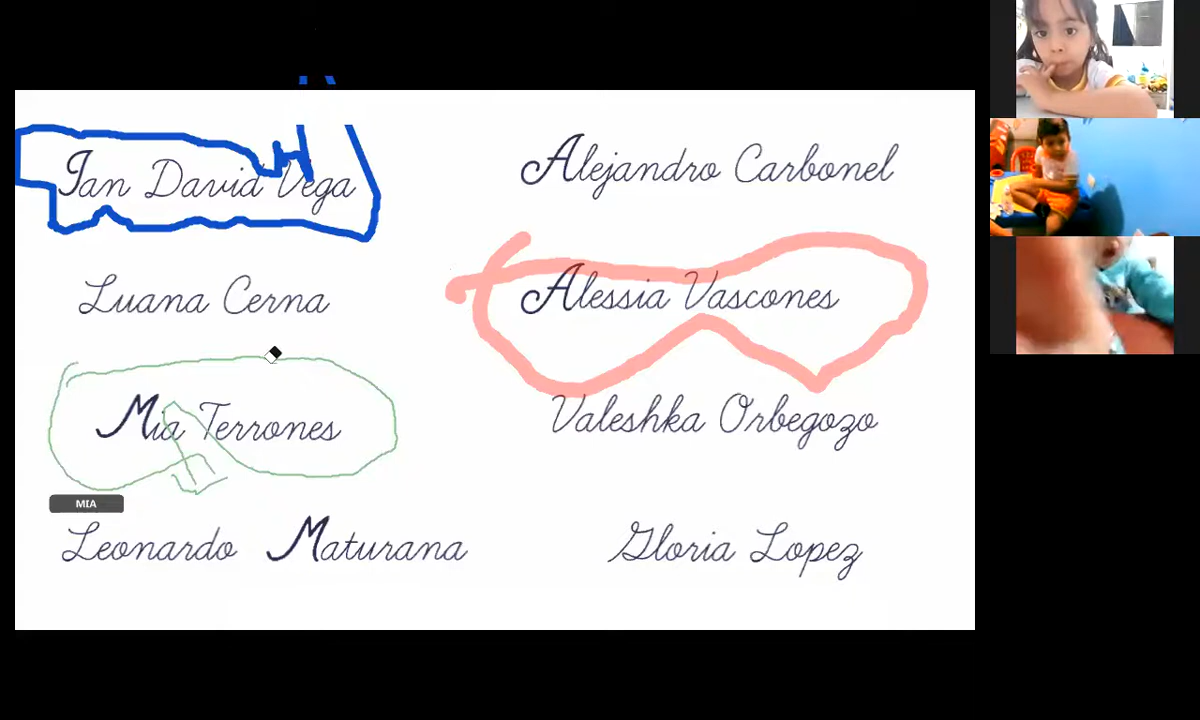 Ian David Vega
Alejandro Carbonel
Luana Cerna
Alessia Vascones
Mia Terrones
Valeshka Orbegozo
MIA
Leonardo Maturana
Gloria Lopez